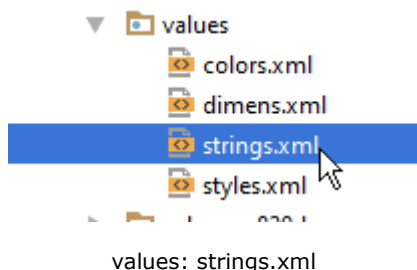 values
colors.xml
dimens.xml
strings.xml
styles.xml
values: strings.xml